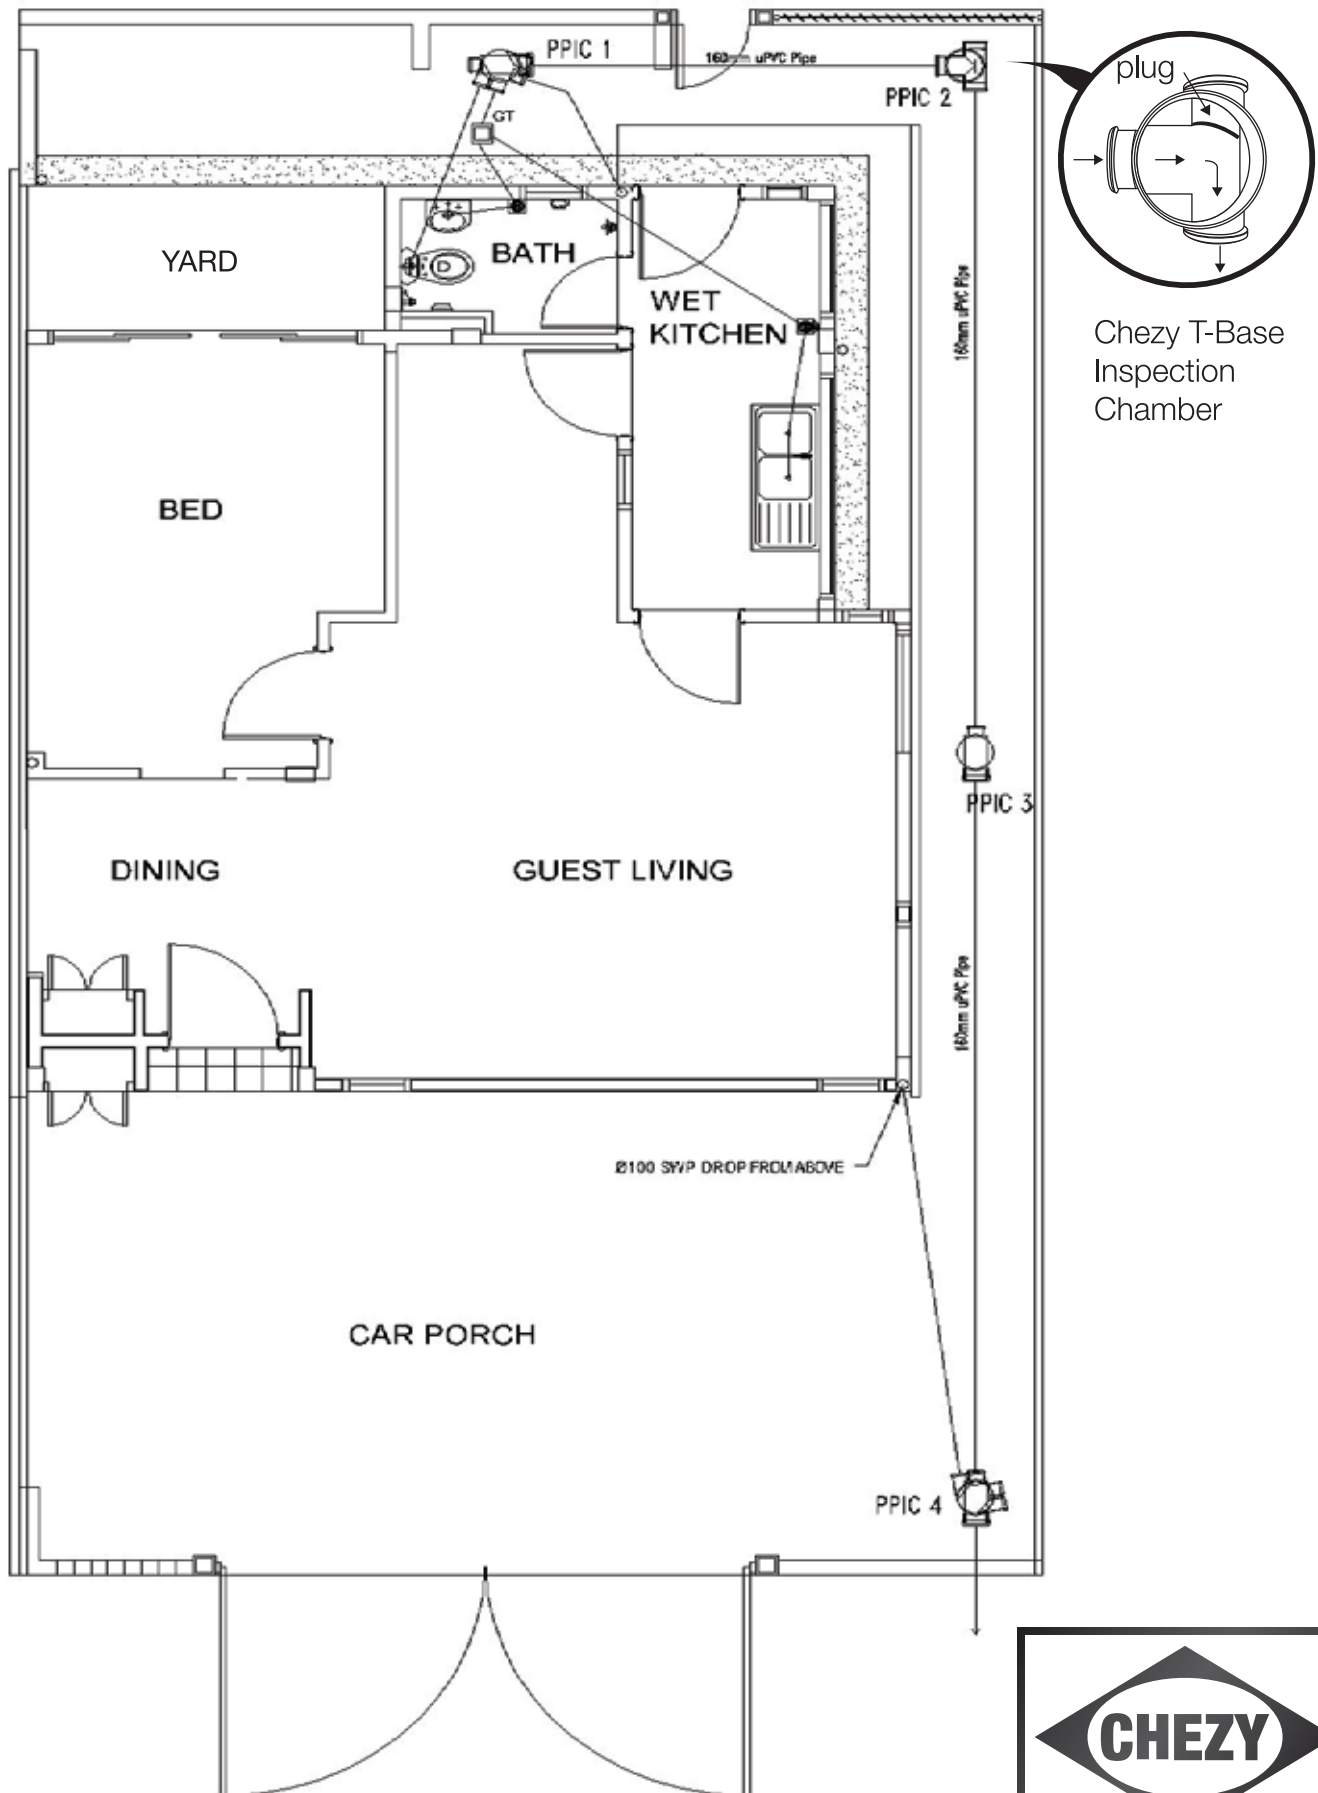 PPIC 1
160mm uPVC Pipe
PPIC 2
plug
GT
YARD
BATH
WET
KITCHEN
160mm uPVC Pipe
Chezy T-Base
Inspection
Chamber
BED
PPIC 3
DINING
GUEST LIVING
160mm uPVC Pipe
Ø100 SWP DROP FROM ABOVE
CAR PORCH
PPIC 4
CHEZY